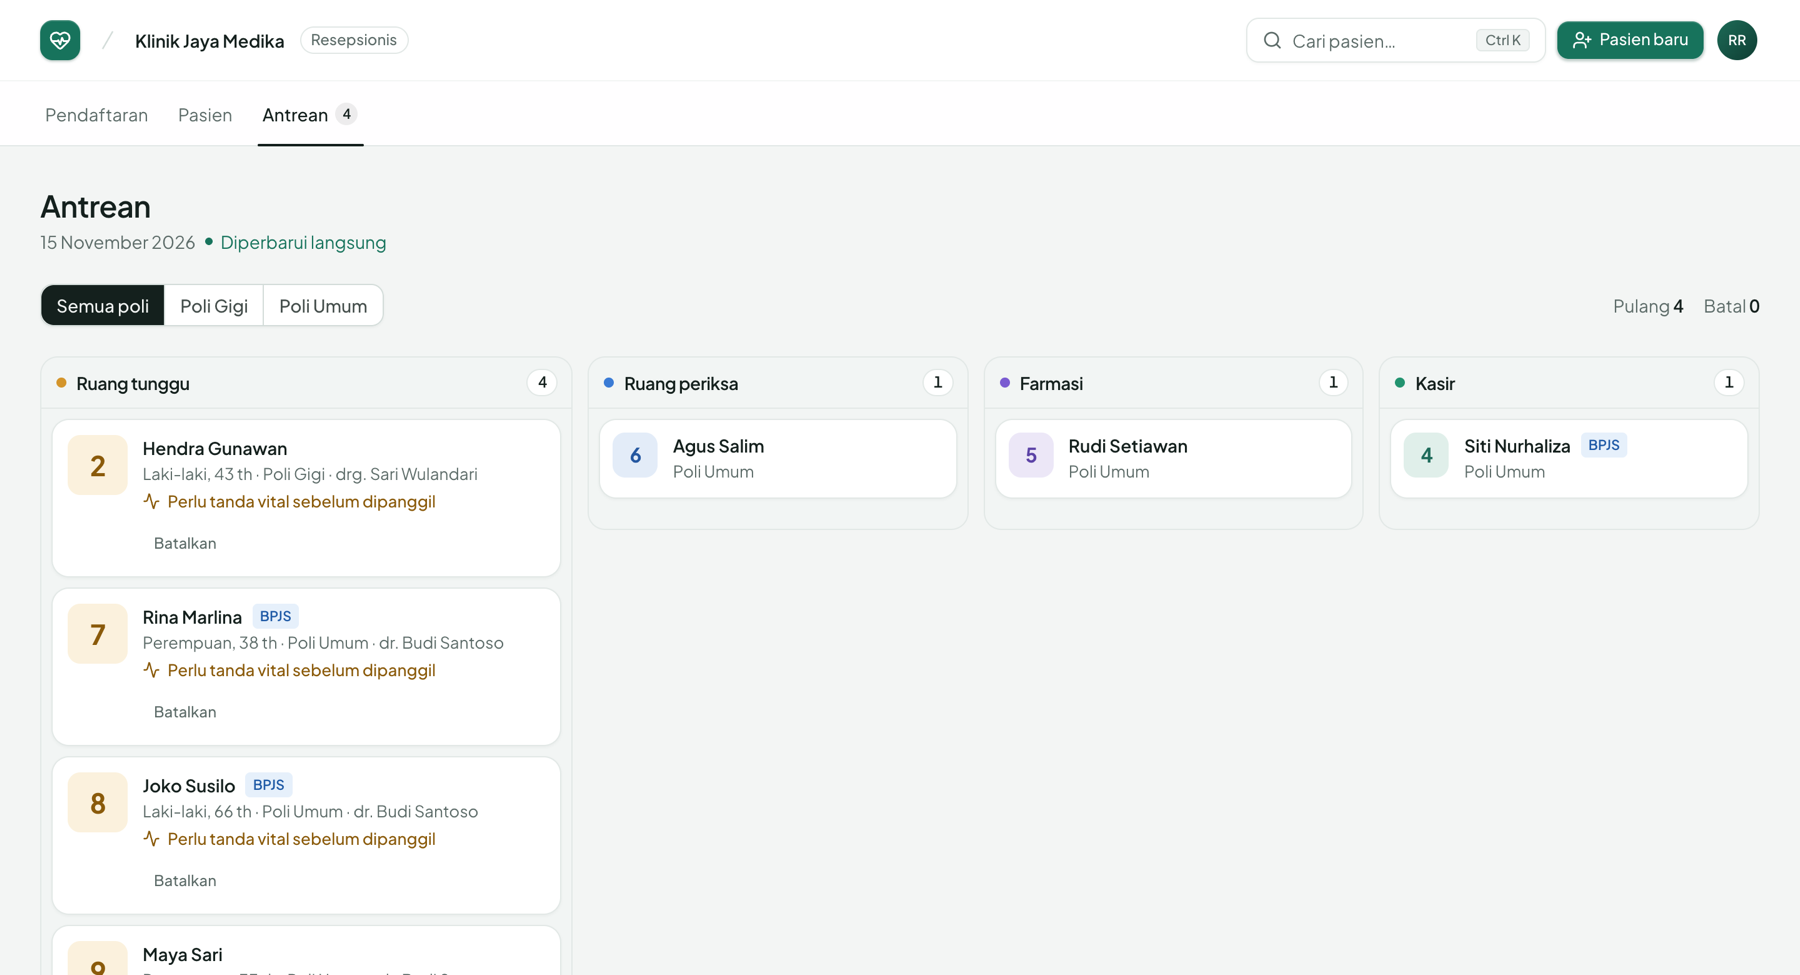 Klinik Jaya Medika
Resepsionis
Cari pasien...
Ctrl K
Pasien baru
RR
Pendaftaran
Pasien
Antrean 4
Antrean
15 November 2026 • Diperbarui langsung
Semua poli
Poli Gigi
Poli Umum
Pulang 4
Batal 0
Ruang tunggu 4
2
Hendra Gunawan
Laki-laki, 43 th · Poli Gigi · drg. Sari Wulandari
Perlu tanda vital sebelum dipanggil
Batalkan
7
Rina Marlina BPJS
Perempuan, 38 th · Poli Umum · dr. Budi Santoso
Perlu tanda vital sebelum dipanggil
Batalkan
8
Joko Susilo BPJS
Laki-laki, 66 th · Poli Umum · dr. Budi Santoso
Perlu tanda vital sebelum dipanggil
Batalkan
9
Maya Sari
Ruang periksa 1
6
Agus Salim
Poli Umum
Farmasi 1
5
Rudi Setiawan
Poli Umum
Kasir 1
4
Siti Nurhaliza BPJS
Poli Umum